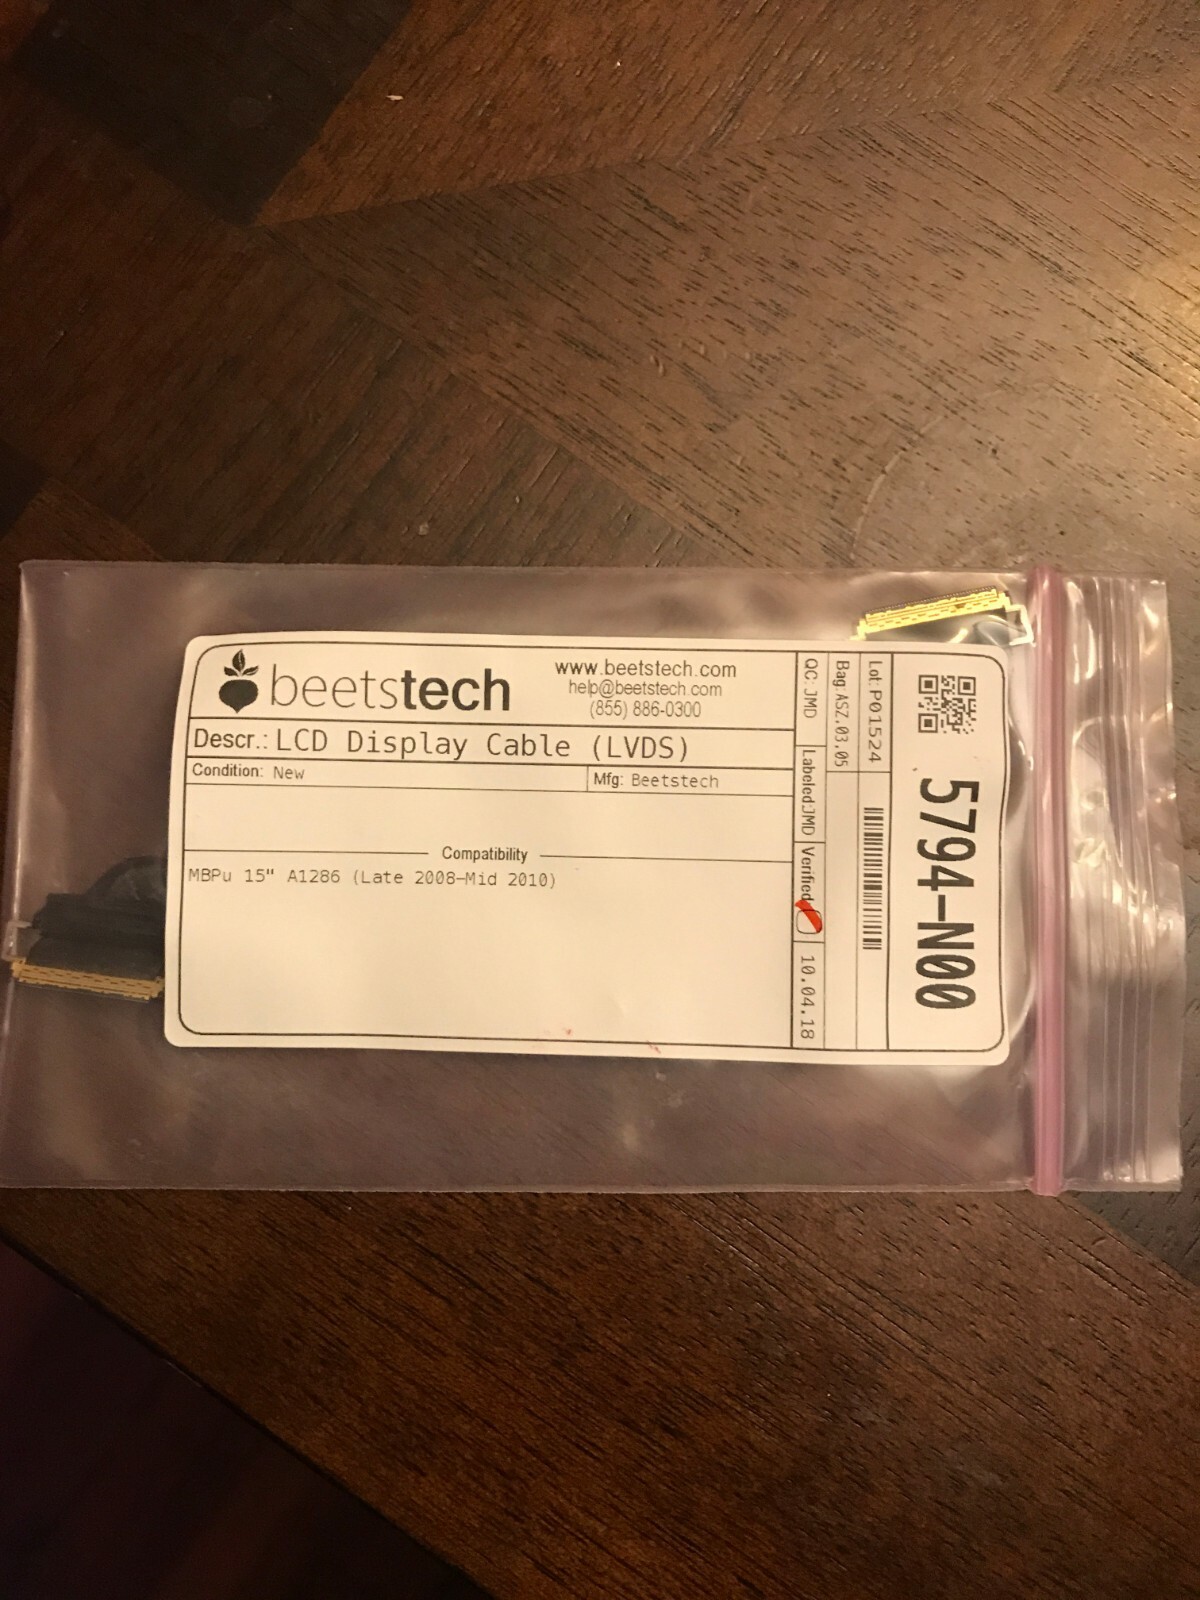 beetstech
www.beetstech.com
help@beetstech.com
(855) 886-0300
Descr.: LCD Display Cable (LVDS)
Condition: New
Mfg: Beetstech
Compatibility
MBPu 15" A1286 (Late 2008-Mid 2010)
QC: JMD
Labeled:JMD
Verified
10.04.18
Bag: ASZ.03.05
Lot: P01524
5794-N00